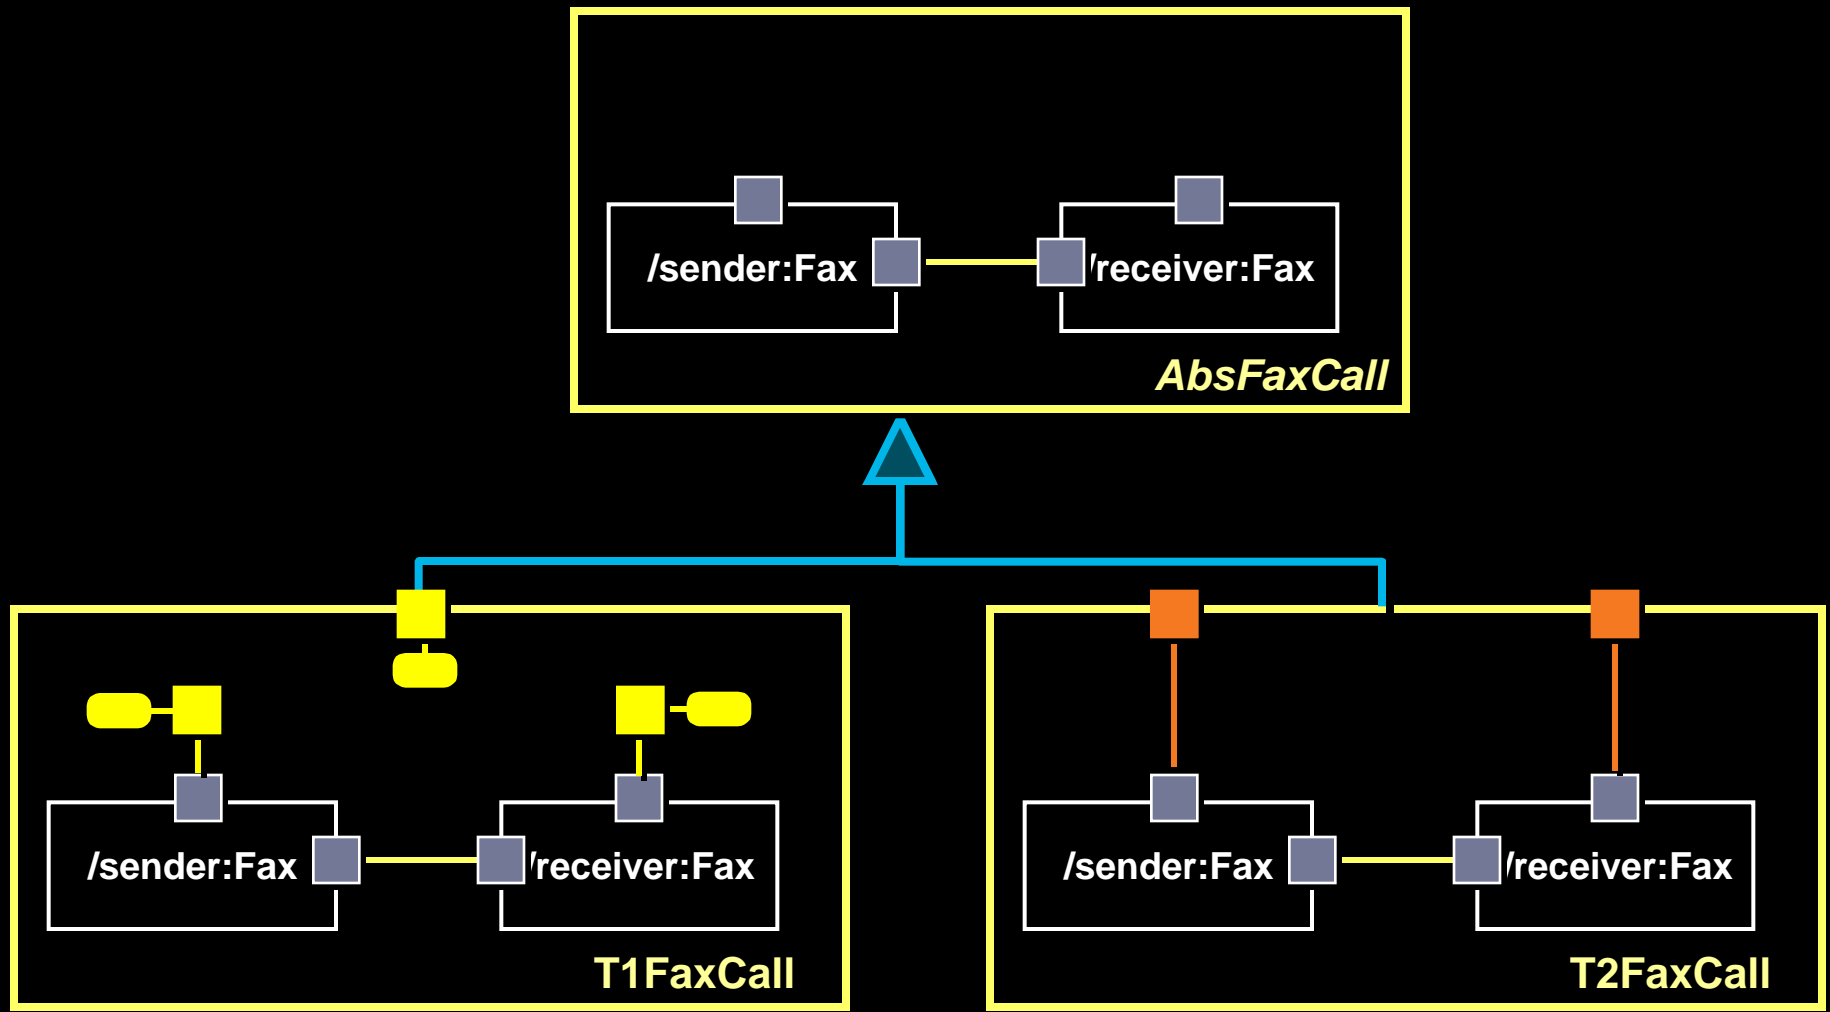 /sender:Fax
/receiver:Fax
AbsFaxCall
/sender:Fax
/receiver:Fax
T1FaxCall
/sender:Fax
/receiver:Fax
T2FaxCall